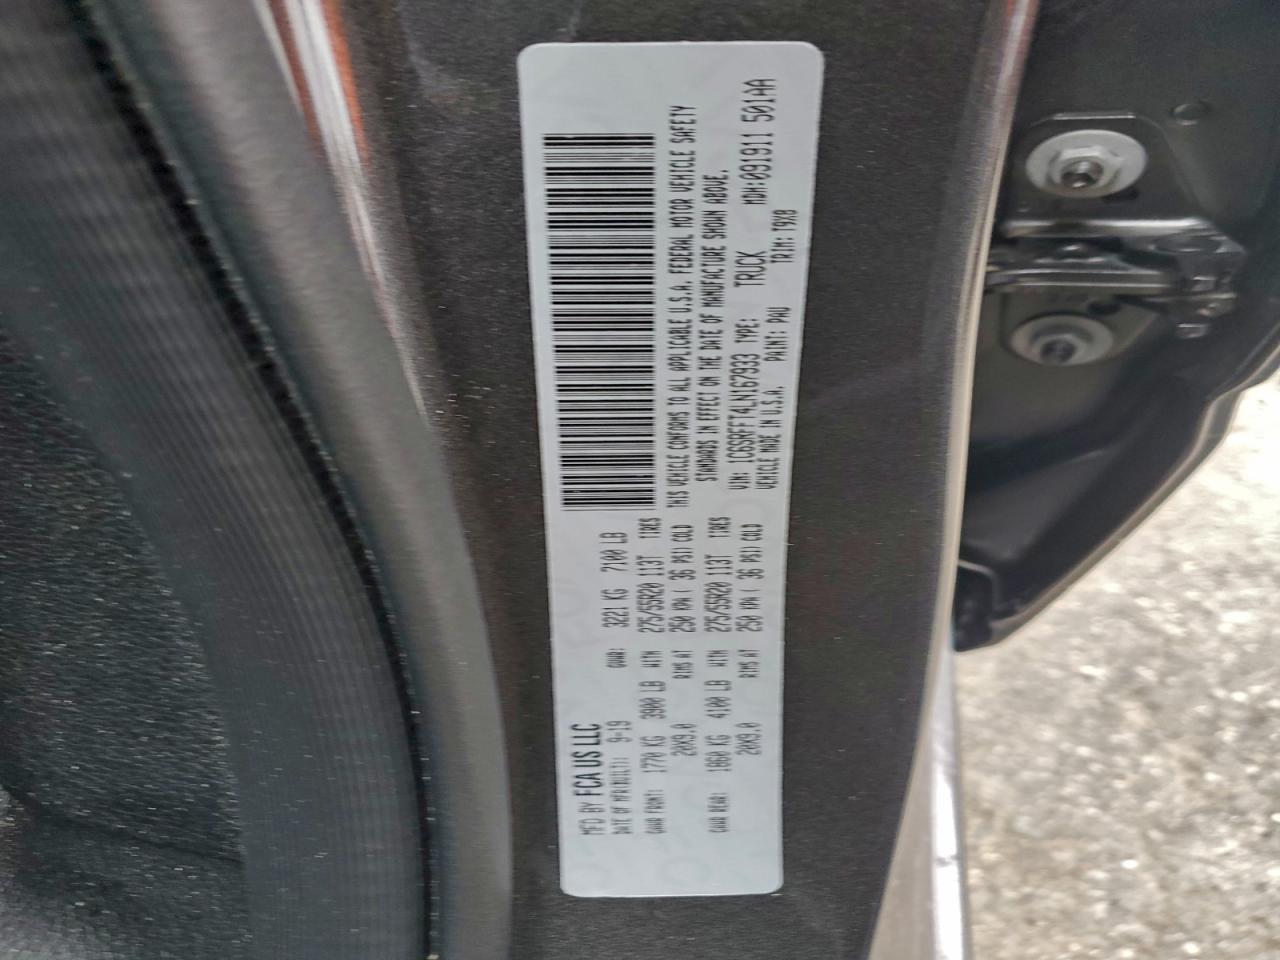 MFD BY FCA US LLC
DATE OF MFR(BUILT): 9-19 GVWR: 3221 KG 7100 LB
GAWR FRONT: 1770 KG 3900 LB WITH 275/55R20 113T TIRES
20X9.0 RIMS AT 250 KPA ( 36 PSI) COLD
GAWR REAR: 1860 KG 4100 LB WITH 275/55R20 113T TIRES
20X9.0 RIMS AT 250 KPA ( 36 PSI) COLD
THIS VEHICLE CONFORMS TO ALL APPLICABLE U.S.A. FEDERAL MOTOR VEHICLE SAFETY
STANDARDS IN EFFECT ON THE DATE OF MANUFACTURE SHOWN ABOVE.
VIN: 1C6SRFFT4LN167933 TYPE: TRUCK MDH:091911 501AA
VEHICLE MADE IN U.S.A. PAINT: PAU TRIM: T9X8